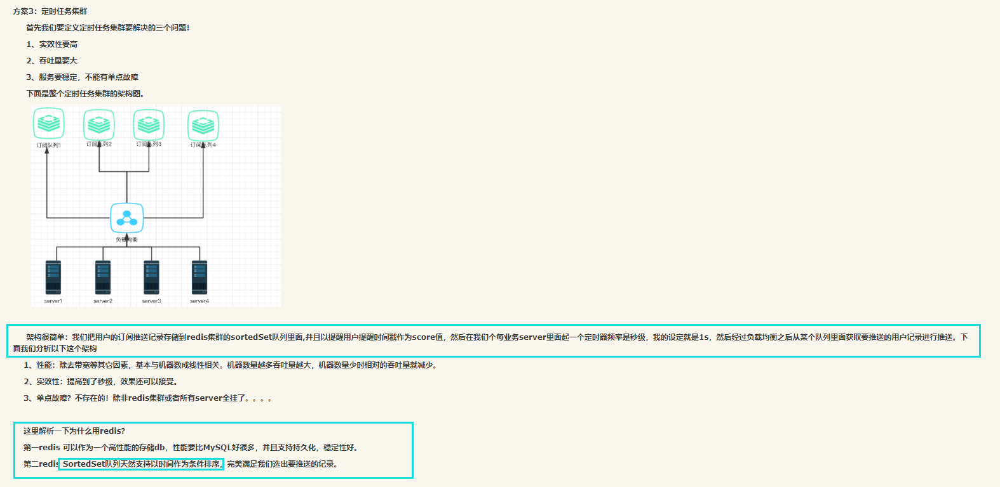 方案3：定时任务集群
首先我们要定义定时任务集群要解决的三个问题！
1、实效性要高
2、吞吐量要大
3、服务要稳定，不能有单点故障
下面是整个定时任务集群的架构图。
订阅队列1
订阅队列2
订阅队列3
订阅队列4
负载均衡
server1
server2
server3
server4
架构很简单：我们把用户的订阅推送记录存储到redis集群的sortedSet队列里面,并且以提醒用户提醒时间戳作为score值，然后在我们个每业务server里面起一个定时器频率是秒级，我的设定就是1s，然后经过负载均衡之后从某个队列里面获取要推送的用户记录进行推送。下
面我们分析以下这个架构
1、性能：除去带宽等其它因素，基本与机器数成线性相关。机器数量越多吞吐量越大，机器数量少时相对的吞吐量就减少。
2、实效性：提高到了秒级，效果还可以接受。
3、单点故障？不存在的！除非redis集群或者所有server全挂了。。。。
这里解析一下为什么用redis?
第一redis 可以作为一个高性能的存储db，性能要比MySQL好很多，并且支持持久化，稳定性好。
第二redis SortedSet队列天然支持以时间作为条件排序，完美满足我们选出要推送的记录。